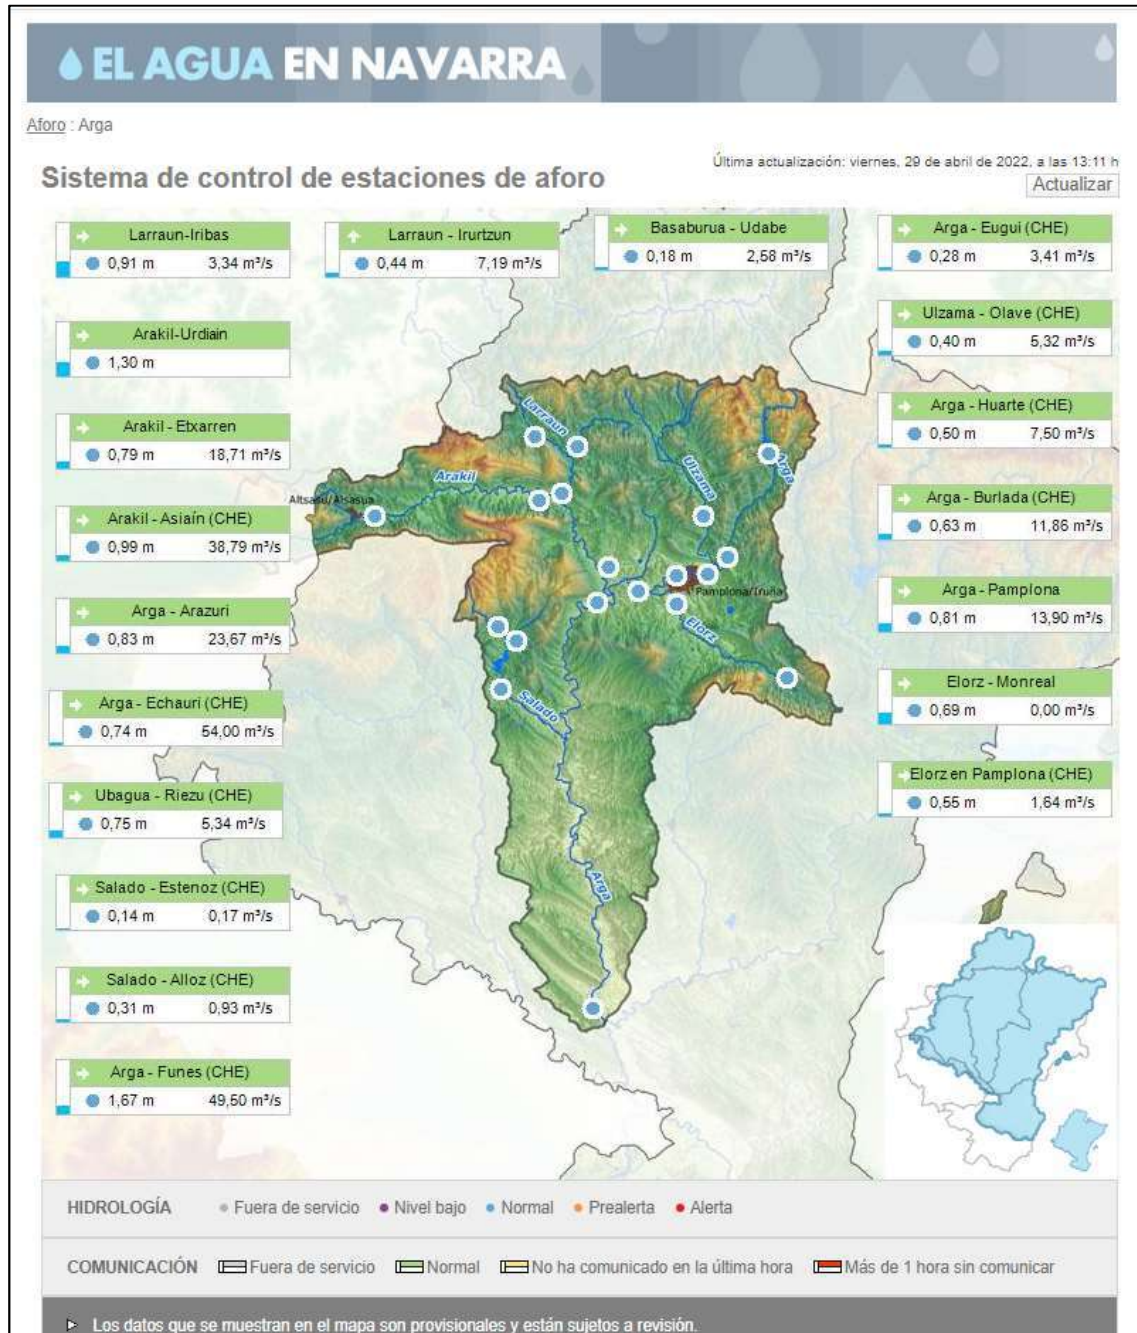 EL AGUA EN NAVARRA
Aforo : Arga
Última actualización: viernes, 29 de abril de 2022, a las 13:11 h
Sistema de control de estaciones de aforo
Actualizar
Larraun-Iribas
0,91 m 3,34 m³/s
Larraun - Irurtzun
0,44 m 7,19 m³/s
Basaburua - Udabe
0,18 m 2,58 m³/s
Arga - Eugui (CHE)
0,28 m 3,41 m³/s
Arakil-Urdiain
1,30 m
Ulzama - Olave (CHE)
0,40 m 5,32 m³/s
Arakil - Etxarren
0,79 m 18,71 m³/s
Arga - Huarte (CHE)
0,50 m 7,50 m³/s
Arakil - Asiaín (CHE)
0,99 m 38,79 m³/s
Arga - Burlada (CHE)
0,63 m 11,86 m³/s
Arga - Arazuri
0,83 m 23,67 m³/s
Arga - Pamplona
0,81 m 13,90 m³/s
Arga - Echauri (CHE)
0,74 m 54,00 m³/s
Elorz - Monreal
0,69 m 0,00 m³/s
Ubagua - Riezu (CHE)
0,75 m 5,34 m³/s
Elorz en Pamplona (CHE)
0,55 m 1,64 m³/s
Salado - Estenoz (CHE)
0,14 m 0,17 m³/s
Salado - Alloz (CHE)
0,31 m 0,93 m³/s
Arga - Funes (CHE)
1,67 m 49,50 m³/s
Larraun
Arakil
Ulzama
Arga
Altsasu/Alsasua
Pamplona/Iruña
Elorz
Salado
Arga
HIDROLOGÍA Fuera de servicio Nivel bajo Normal Prealerta Alerta
COMUNICACIÓN Fuera de servicio Normal No ha comunicado en la última hora Más de 1 hora sin comunicar
Los datos que se muestran en el mapa son provisionales y están sujetos a revisión.